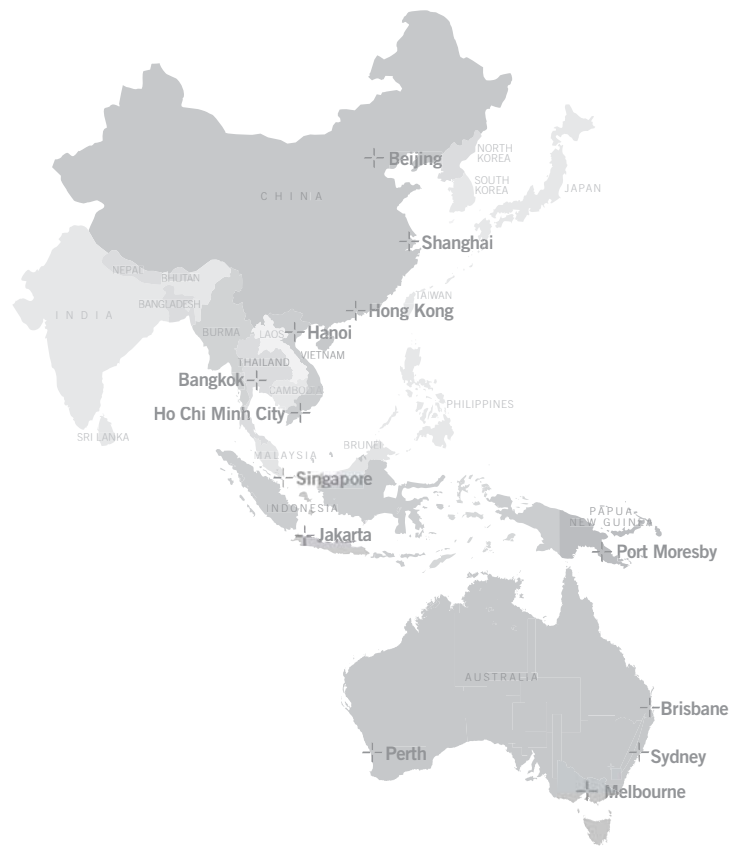 Beijing
NORTH
KOREA
SOUTH
KOREA
JAPAN
CHINA
Shanghai
NEPAL
BHUTAN
TAIWAN
BANGLADESH
INDIA
Hong Kong
BURMA
LAOS
Hanoi
VIETNAM
THAILAND
Bangkok
CAMBODIA
PHILIPPINES
Ho Chi Minh City
SRI LANKA
BRUNEI
MALAYSIA
Singapore
INDONESIA
PAPUA
NEW GUINEA
Jakarta
Port Moresby
AUSTRALIA
Brisbane
Perth
Sydney
Melbourne